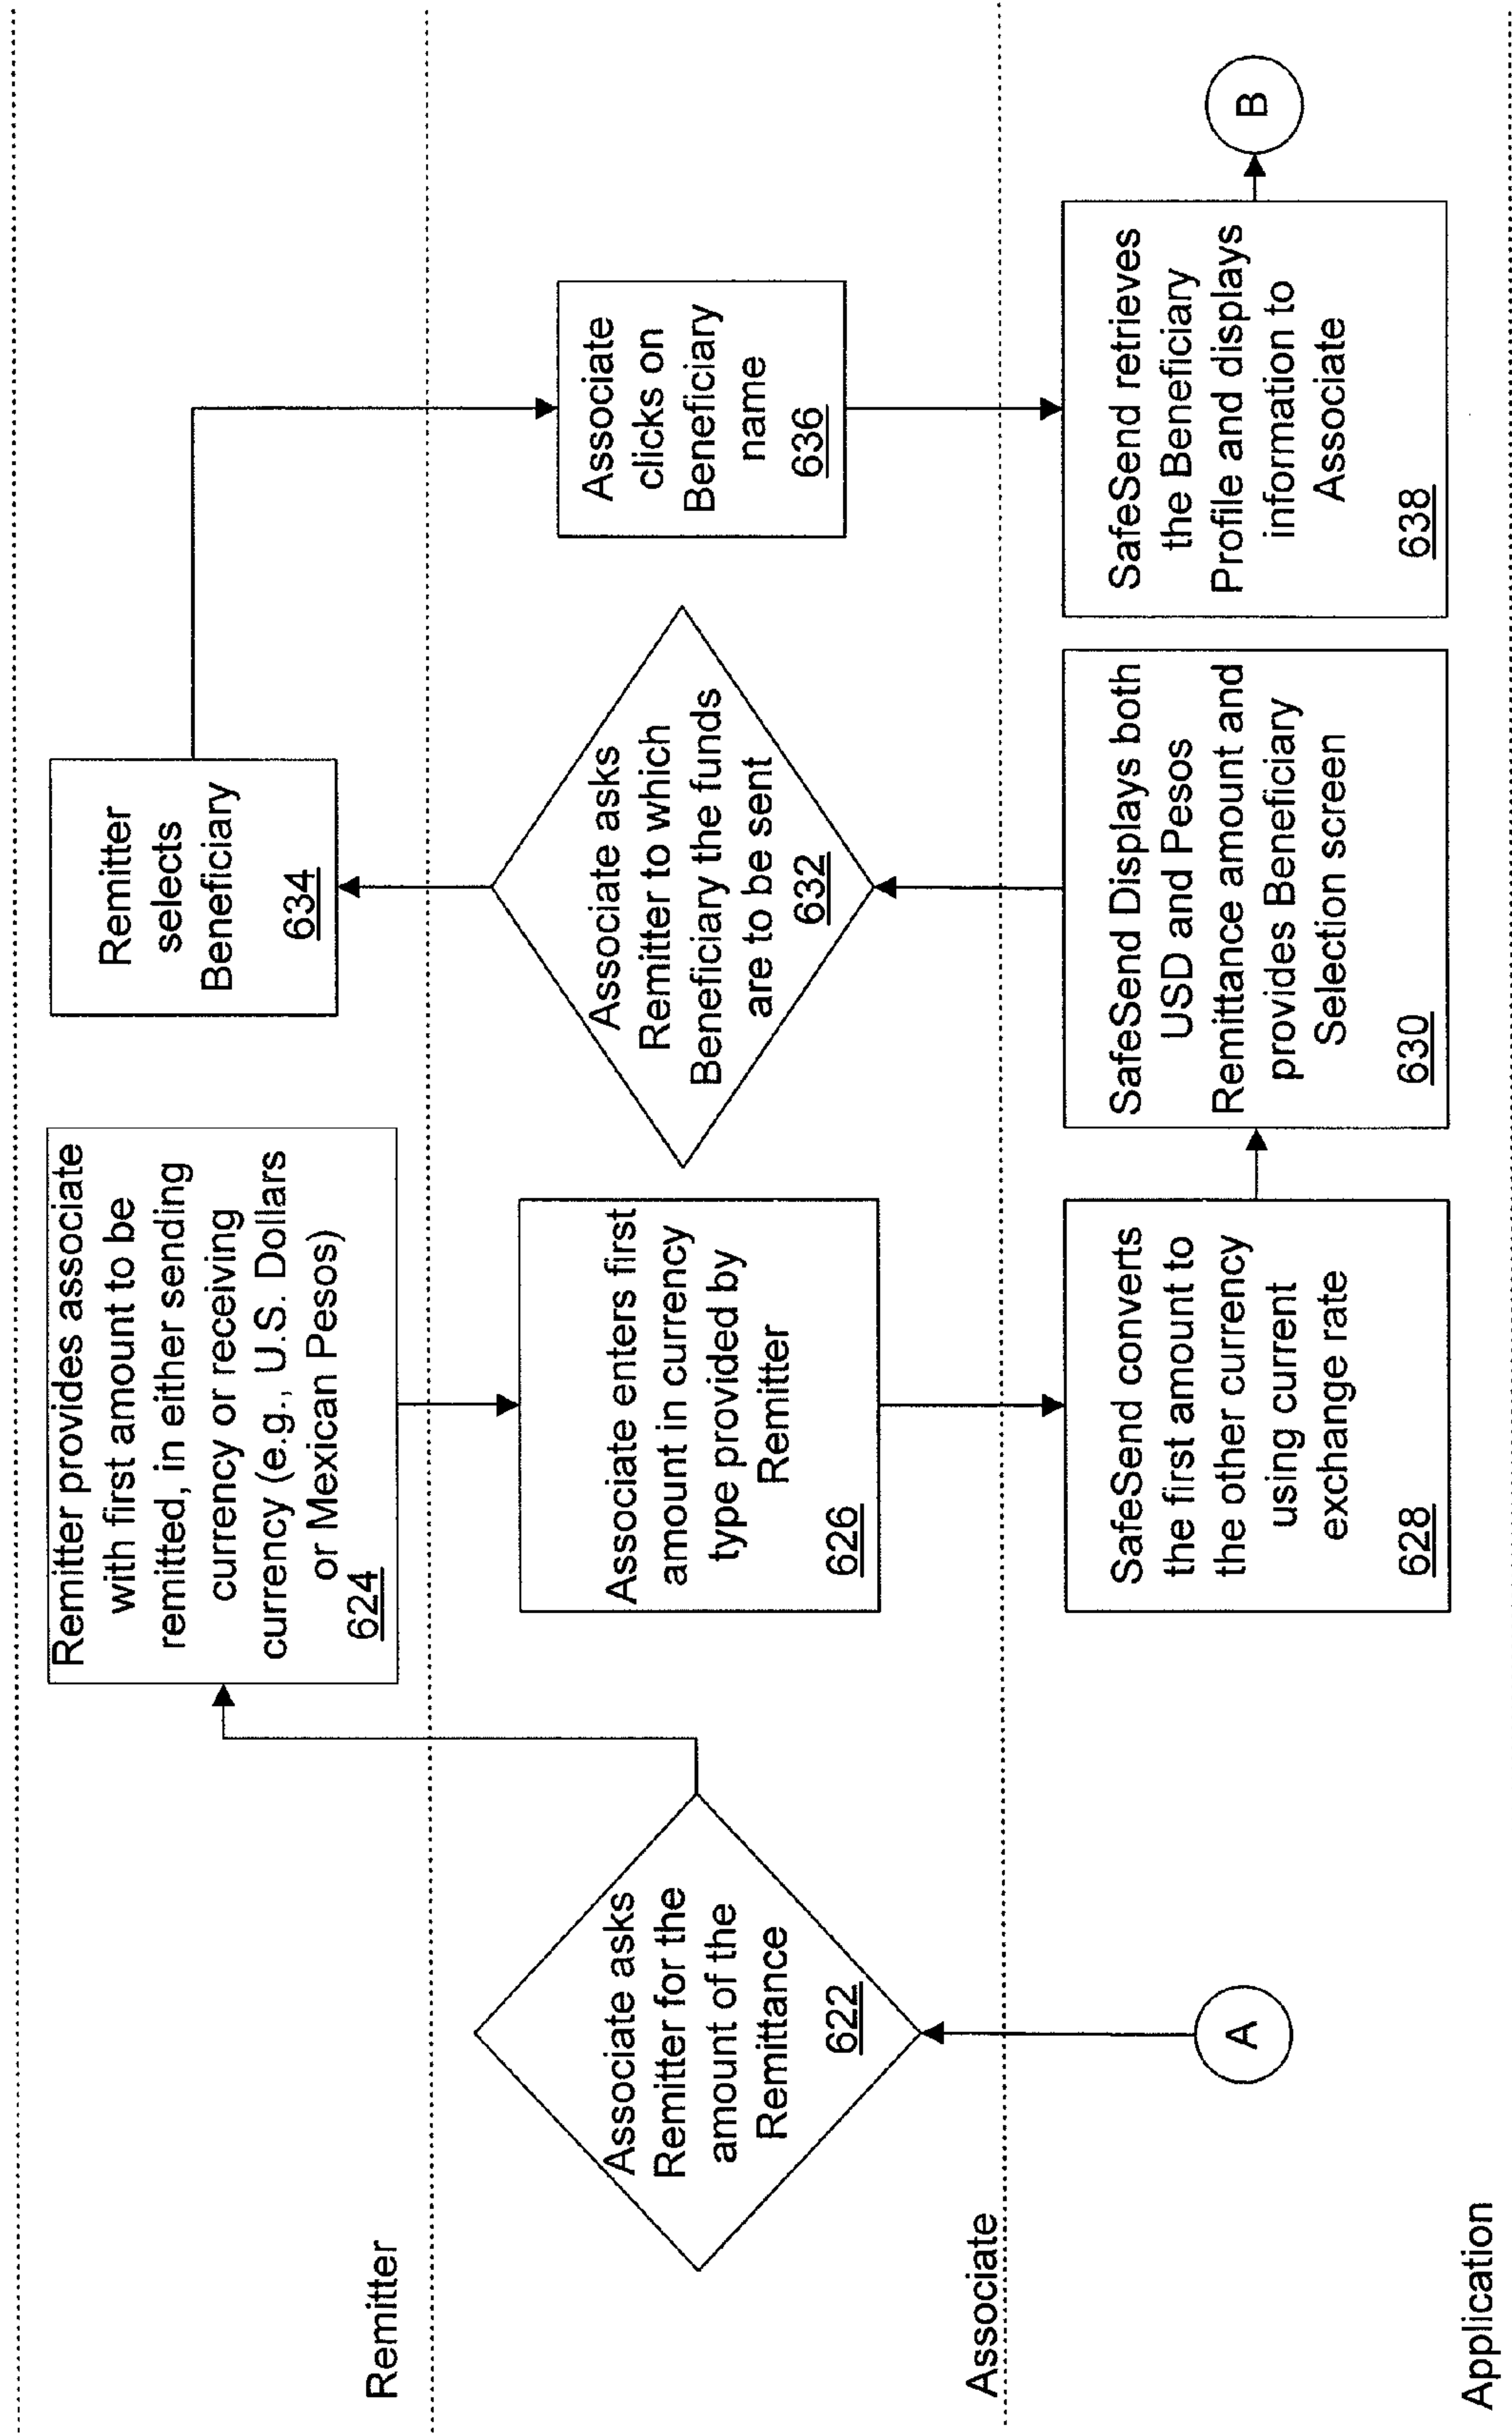 Remitter
Remitter provides associate
with first amount to be
remitted, in either sending
currency or receiving
currency (e.g., U.S. Dollars
or Mexican Pesos)
624
Remitter
selects
Beneficiary
634
Associate
Associate asks
Remitter for the
amount of the
Remittance
622
Associate enters first
amount in currency
type provided by
Remitter
626
Associate asks
Remitter to which
Beneficiary the funds
are to be sent
632
Associate
clicks on
Beneficiary
name
636
Application
A
SafeSend converts
the first amount to
the other currency
using current
exchange rate
628
SafeSend Displays both
USD and Pesos
Remittance amount and
provides Beneficiary
Selection screen
630
SafeSend retrieves
the Beneficiary
Profile and displays
information to
Associate
638
B